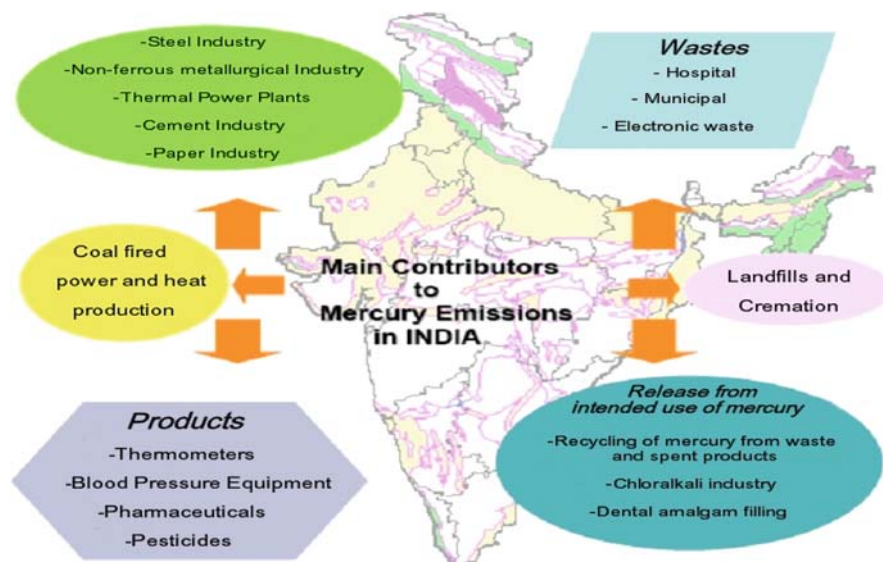 -Steel Industry
-Non-ferrous metallurgical Industry
-Thermal Power Plants
-Cement Industry
-Paper Industry
Wastes
- Hospital
- Municipal
- Electronic waste
Coal fired
power and heat
production
Main Contributors
to
Mercury Emissions
in INDIA
Landfills and
Cremation
Products
-Thermometers
-Blood Pressure Equipment
-Pharmaceuticals
-Pesticides
Release from
intended use of mercury
-Recycling of mercury from waste
and spent products
-Chloralkali industry
-Dental amalgam filling